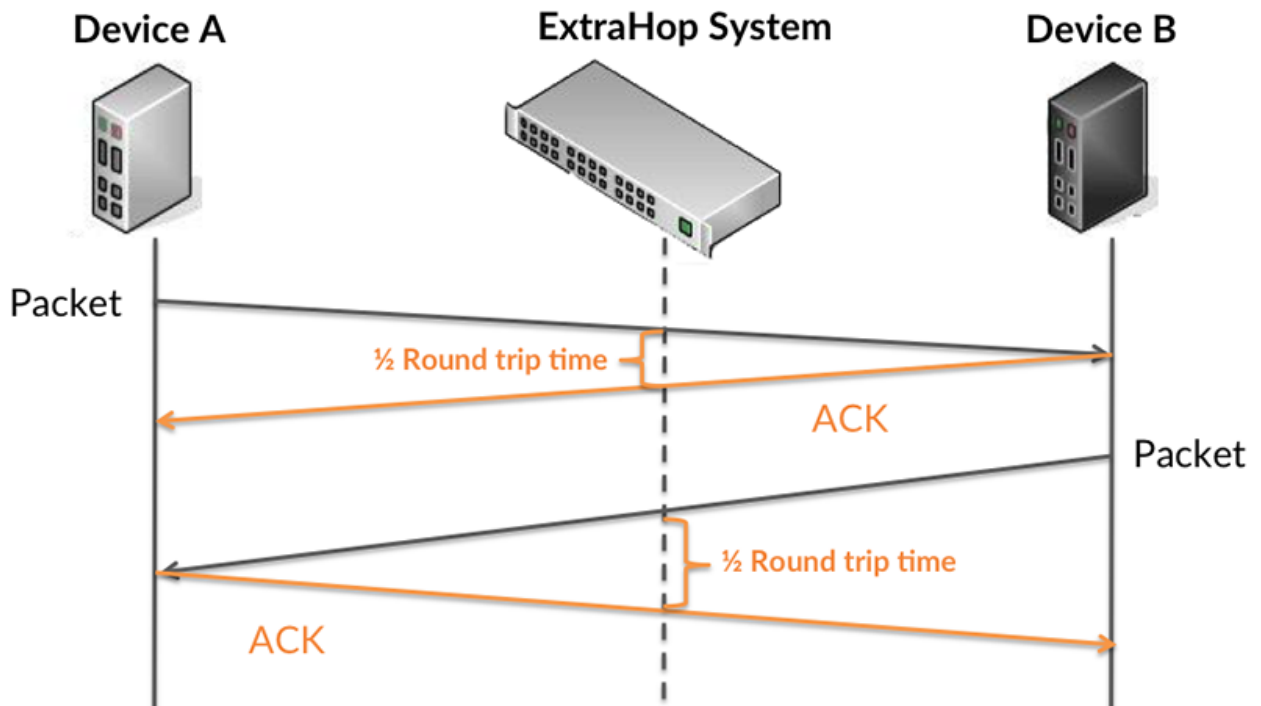 Device A
ExtraHop System
Device B
Packet
½ Round trip time
ACK
Packet
½ Round trip time
ACK